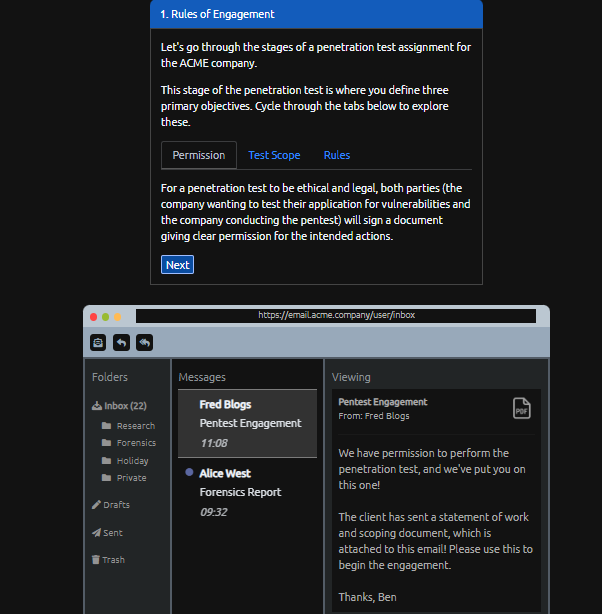 1. Rules of Engagement
Let's go through the stages of a penetration test assignment for
the ACME company.
This stage of the penetration test is where you define three
primary objectives. Cycle through the tabs below to explore
these.
Permission Test Scope Rules
For a penetration test to be ethical and legal, both parties (the
company wanting to test their application for vulnerabilities and
the company conducting the pentest) will sign a document
giving clear permission for the intended actions.
Next
https://email.acme.company/user/inbox
Folders
Inbox (22)
Research
Forensics
Holiday
Private
Drafts
Sent
Trash
Messages
Fred Blogs
Pentest Engagement
11:08
Alice West
Forensics Report
09:32
Viewing
Pentest Engagement
From: Fred Blogs
PDF
We have permission to perform the
penetration test, and we've put you on
this one!
The client has sent a statement of work
and scoping document, which is
attached to this email! Please use this to
begin the engagement.
Thanks, Ben